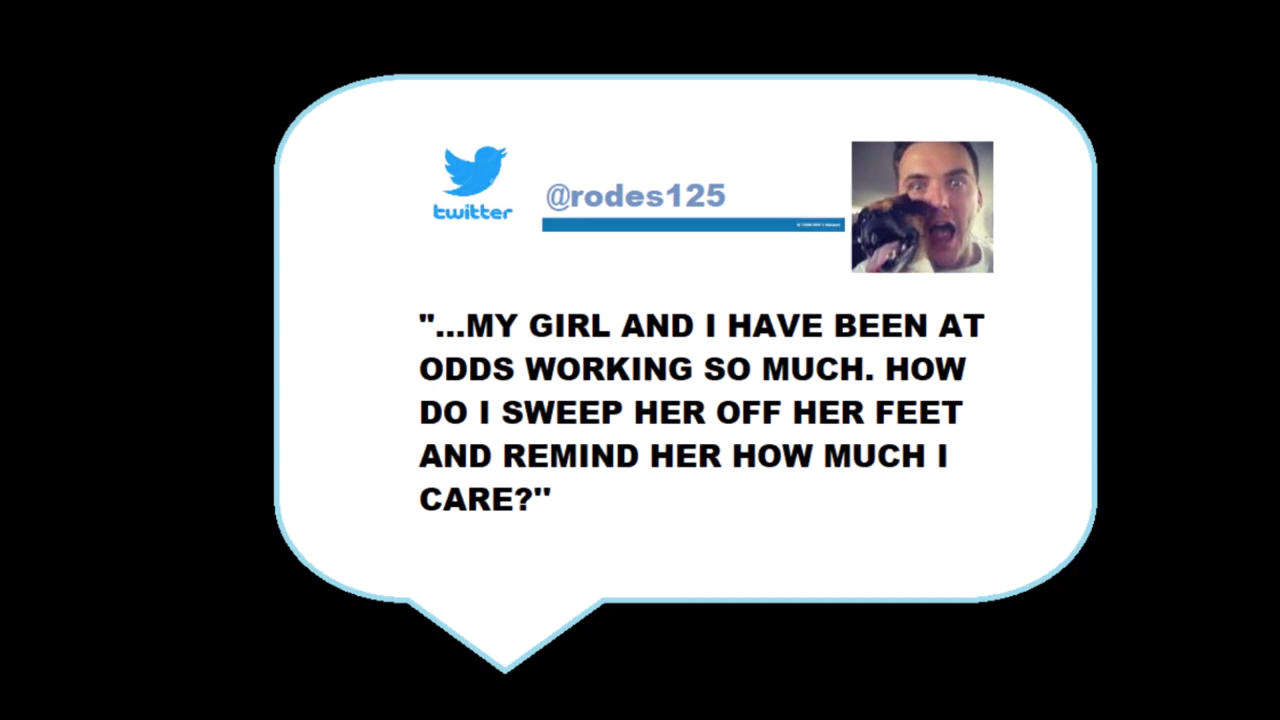 twitter
@rodes125
"...MY GIRL AND I HAVE BEEN AT
ODDS WORKING SO MUCH. HOW
DO I SWEEP HER OFF HER FEET
AND REMIND HER HOW MUCH I
CARE?"